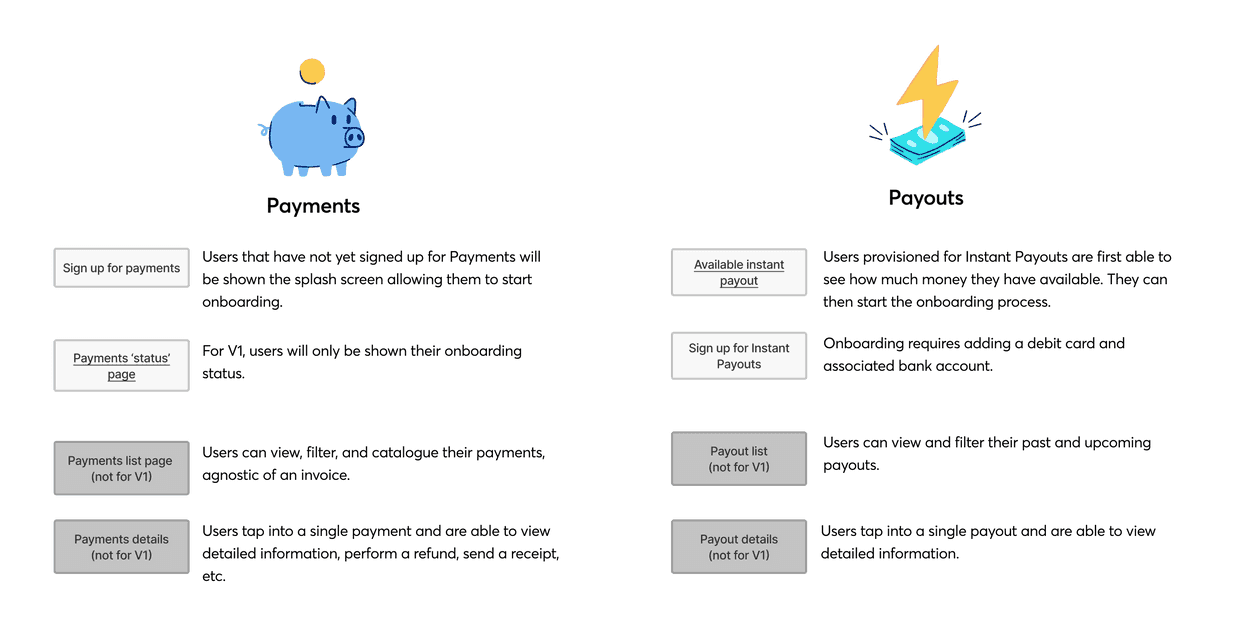 Payments
Sign up for payments
Users that have not yet signed up for Payments will
be shown the splash screen allowing them to start
onboarding.
Payments ‘status’
page
For V1, users will only be shown their onboarding
status.
Payments list page
(not for V1)
Users can view, filter, and catalogue their payments,
agnostic of an invoice.
Payments details
(not for V1)
Users tap into a single payment and are able to view
detailed information, perform a refund, send a receipt,
etc.
Payouts
Available instant
payout
Users provisioned for Instant Payouts are first able to
see how much money they have available. They can
then start the onboarding process.
Sign up for Instant
Payouts
Onboarding requires adding a debit card and
associated bank account.
Payout list
(not for V1)
Users can view and filter their past and upcoming
payouts.
Payout details
(not for V1)
Users tap into a single payout and are able to view
detailed information.